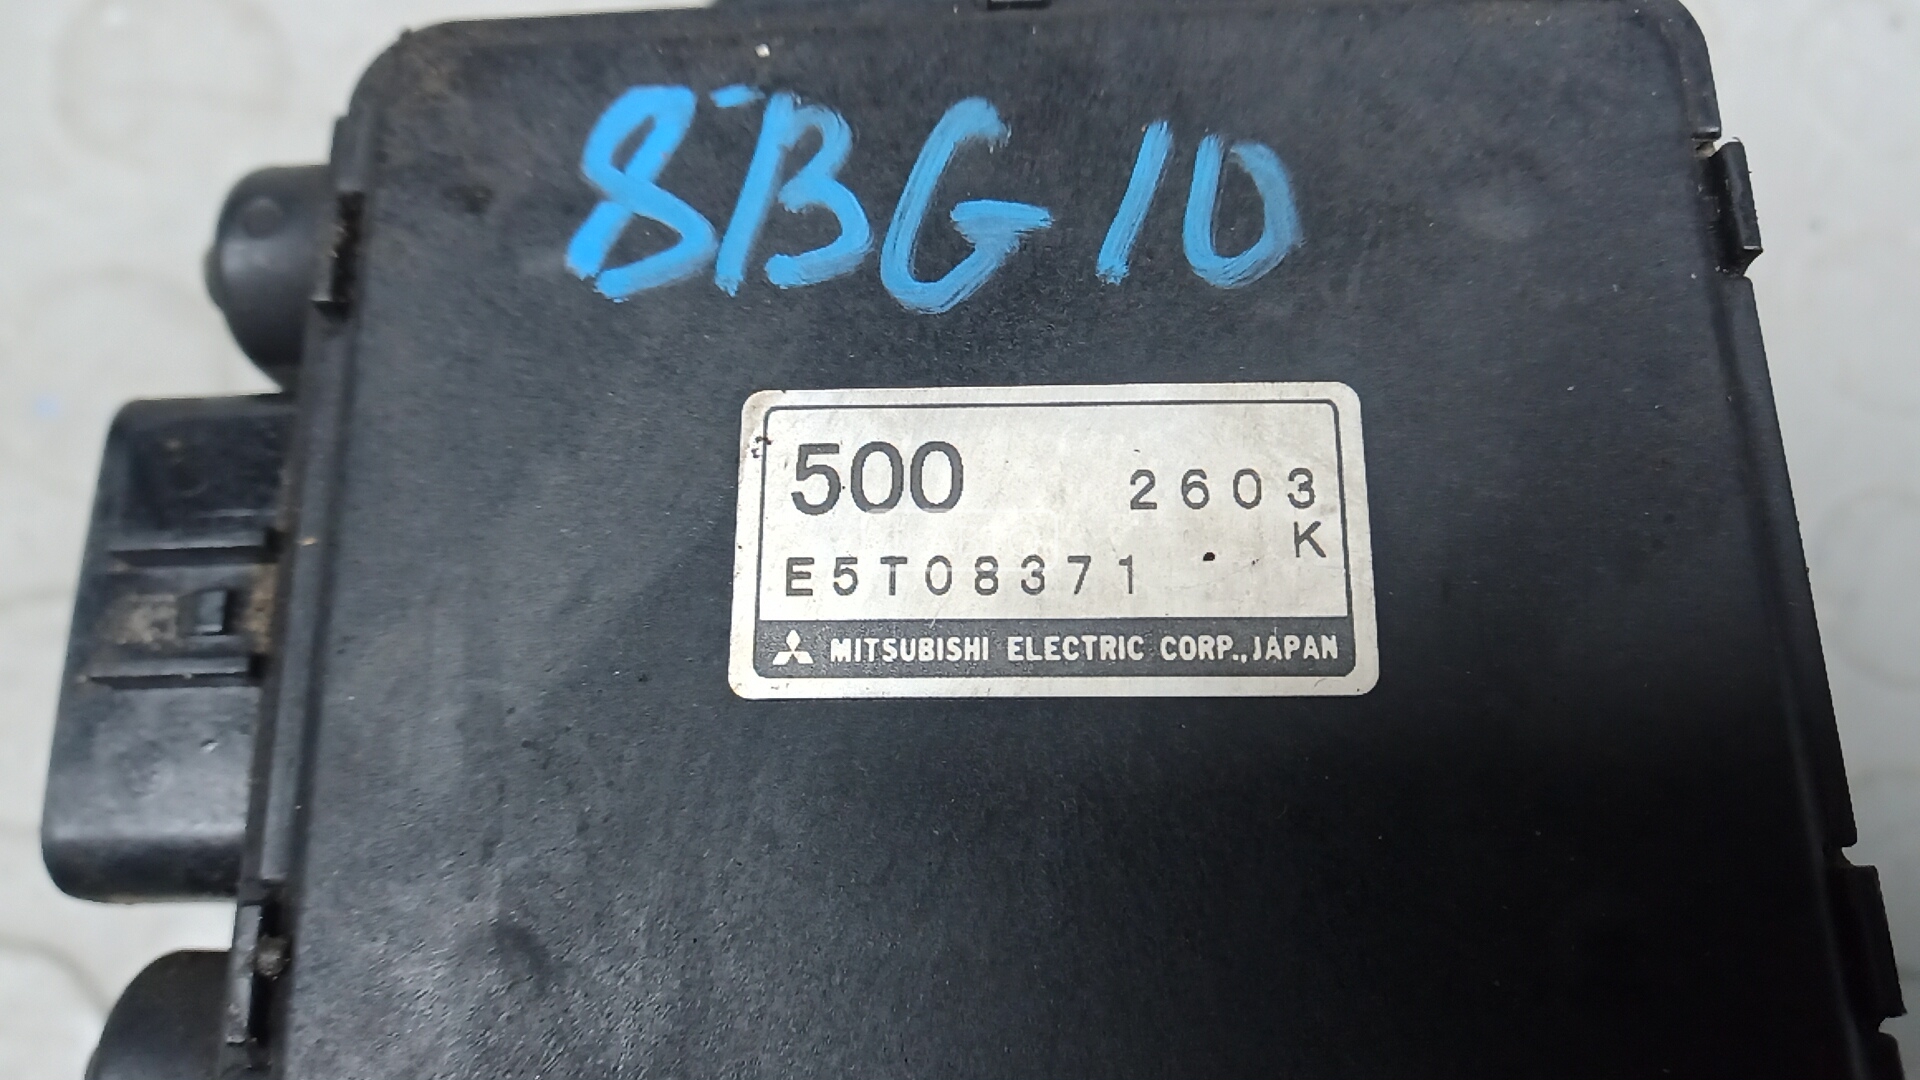 8BG10
500 2603
K
E5T08371
MITSUBISHI ELECTRIC CORP., JAPAN